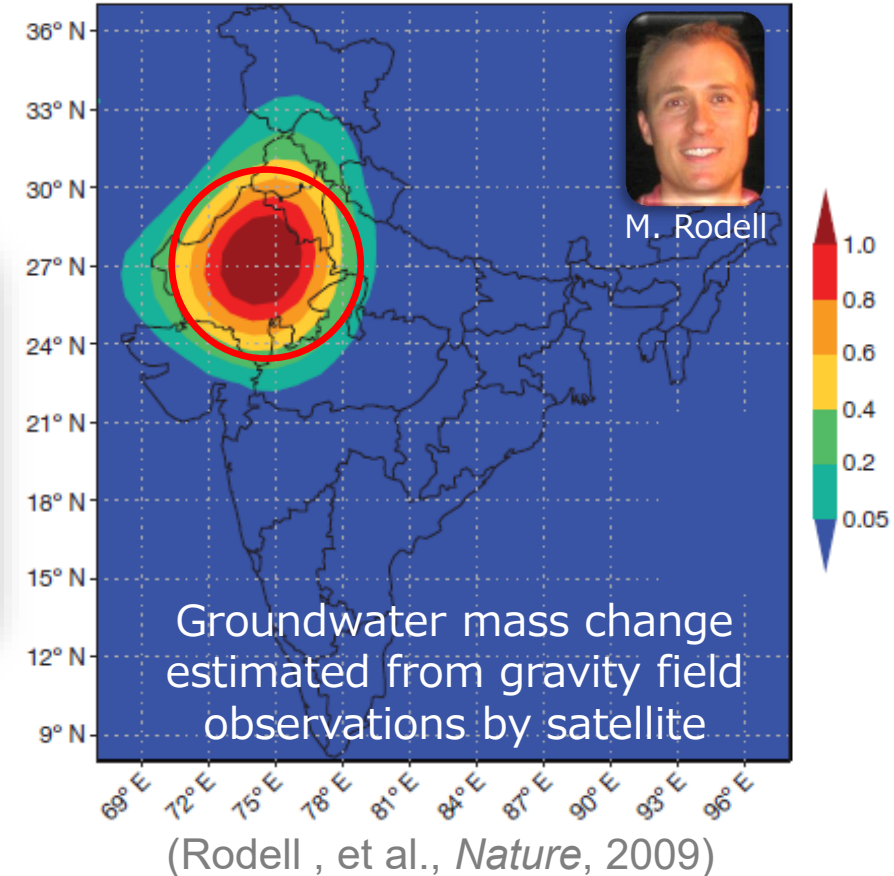 36° N
33° N
30° N
27° N
24° N
21° N
18° N
15° N
12° N
9° N
M. Rodell
1.0
0.8
0.6
0.4
0.2
0.05
Groundwater mass change
estimated from gravity field
observations by satellite
69° E
72° E
75° E
78° E
81° E
84° E
87° E
90° E
93° E
96° E
(Rodell , et al., Nature, 2009)